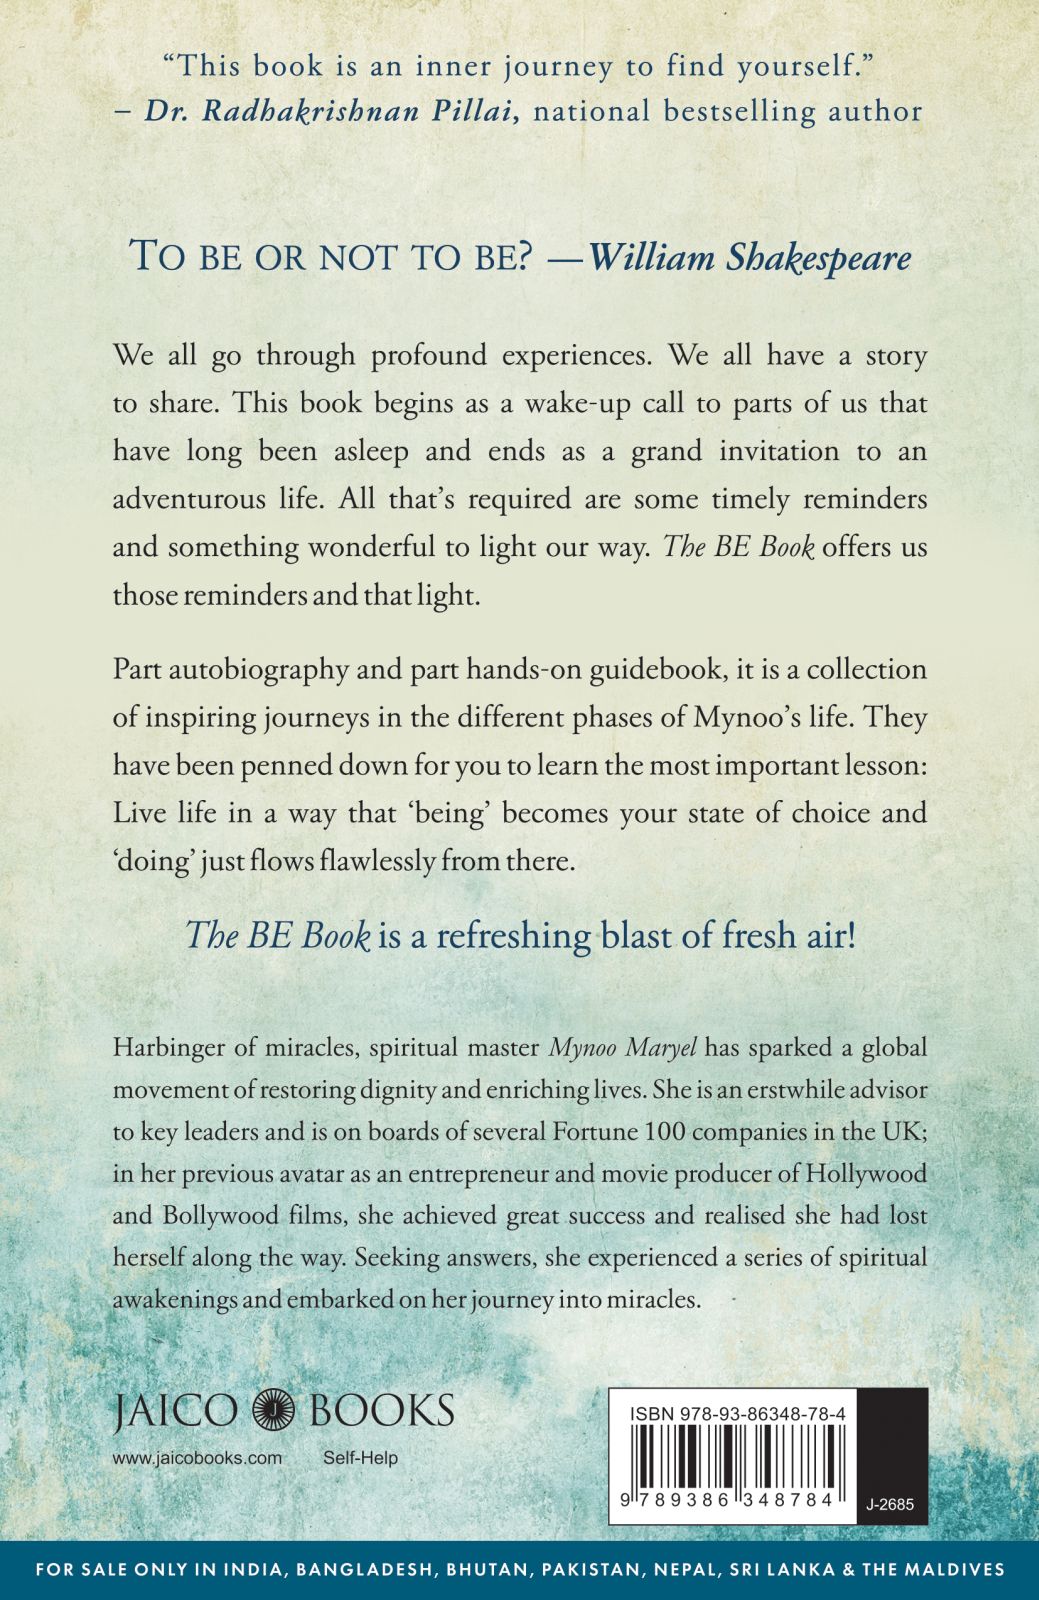 “This book is an inner journey to find yourself.”
– Dr. Radhakrishnan Pillai, national bestselling author
TO BE OR NOT TO BE? —William Shakespeare
We all go through profound experiences. We all have a story
to share. This book begins as a wake-up call to parts of us that
have long been asleep and ends as a grand invitation to an
adventurous life. All that’s required are some timely reminders
and something wonderful to light our way. The BE Book offers us
those reminders and that light.
Part autobiography and part hands-on guidebook, it is a collection
of inspiring journeys in the different phases of Mynoo’s life. They
have been penned down for you to learn the most important lesson:
Live life in a way that ‘being’ becomes your state of choice and
‘doing’ just flows flawlessly from there.
The BE Book is a refreshing blast of fresh air!
Harbinger of miracles, spiritual master Mynoo Maryel has sparked a global
movement of restoring dignity and enriching lives. She is an erstwhile advisor
to key leaders and is on boards of several Fortune 100 companies in the UK;
in her previous avatar as an entrepreneur and movie producer of Hollywood
and Bollywood films, she achieved great success and realised she had lost
herself along the way. Seeking answers, she experienced a series of spiritual
awakenings and embarked on her journey into miracles.
JAICO J BOOKS
www.jaicobooks.com Self-Help
ISBN 978-93-86348-78-4
9 789386 348784
J-2685
FOR SALE ONLY IN INDIA, BANGLADESH, BHUTAN, PAKISTAN, NEPAL, SRI LANKA & THE MALDIVES